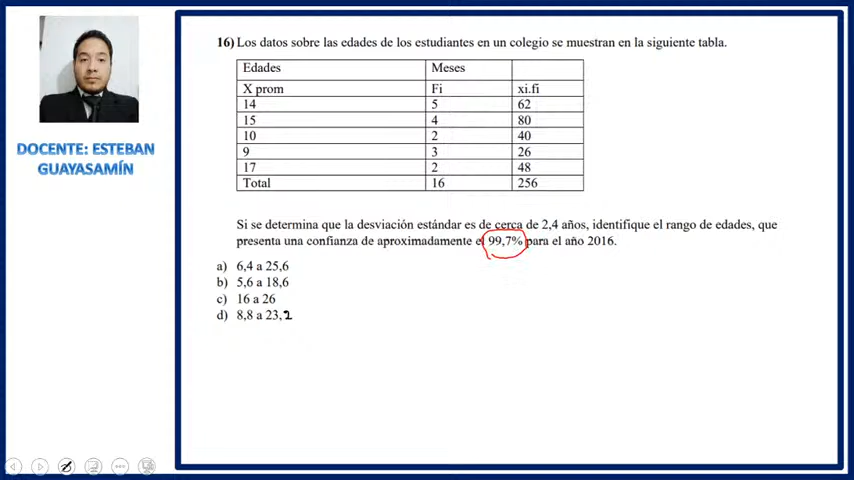 16) Los datos sobre las edades de los estudiantes en un colegio se muestran en la siguiente tabla.
Edades Meses
X prom Fi xi.fi
14 5 62
15 4 80
10 2 40
9 3 26
17 2 48
Total 16 256
DOCENTE: ESTEBAN
GUAYASAMÍN
Si se determina que la desviación estándar es de cerca de 2,4 años, identifique el rango de edades, que
presenta una confianza de aproximadamente el 99,7% para el año 2016.
a) 6,4 a 25,6
b) 5,6 a 18,6
c) 16 a 26
d) 8,8 a 23,2